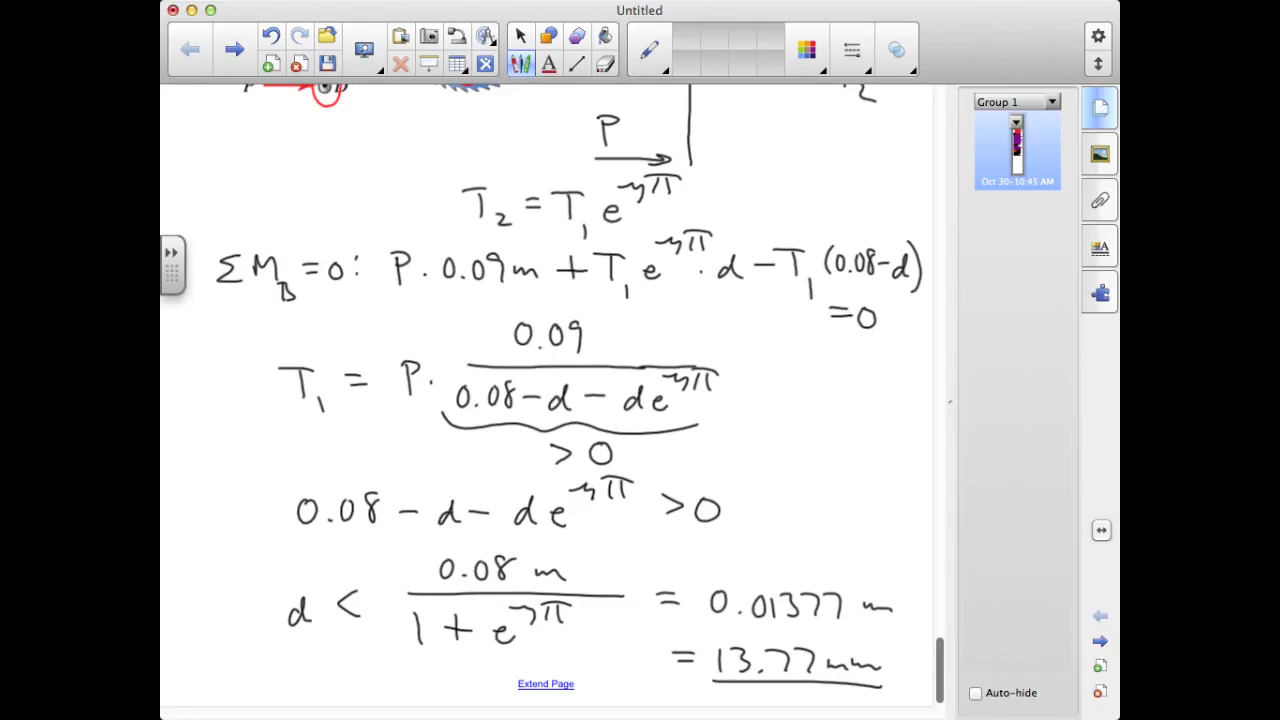 Untitled
Group 1
Oct 30-10:45 AM
P
2
T₂ = T₁ e^μπ
ΣM_B = 0: P · 0.09m + T₁ e^μπ · d − T₁ (0.08−d)
= 0
T₁ = P · 0.09 / (0.08 − d − de^μπ)
> 0
0.08 − d − de^μπ > 0
d < 0.08 m / (1 + e^μπ) = 0.01377 m
= 13.77 mm
Extend Page
Auto-hide